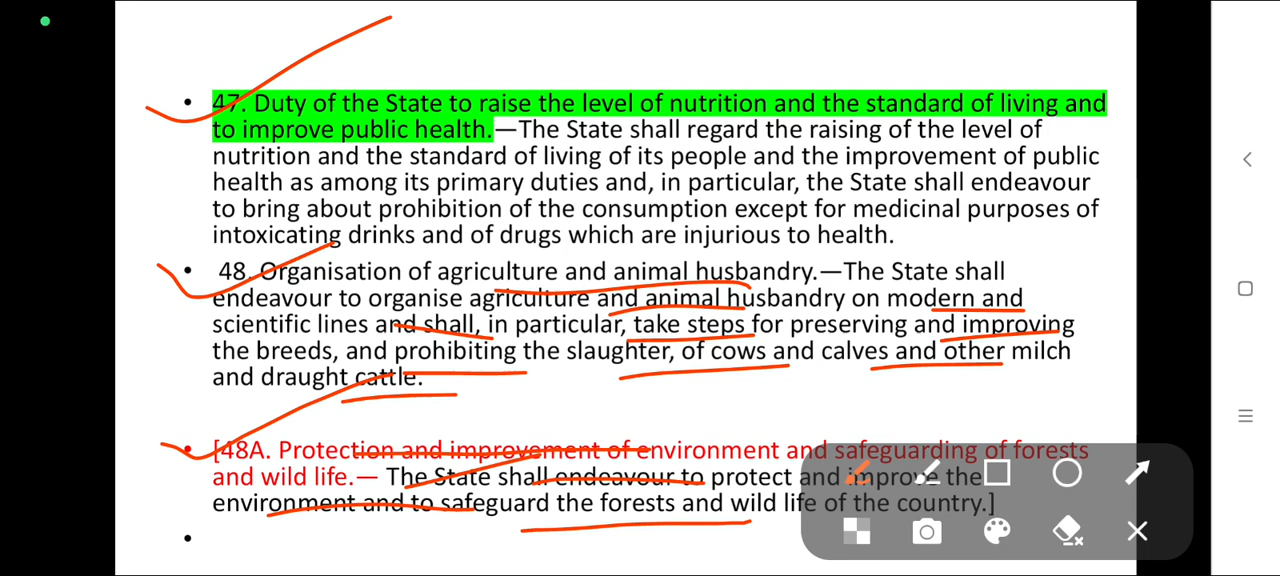 • 47. Duty of the State to raise the level of nutrition and the standard of living and
to improve public health.—The State shall regard the raising of the level of
nutrition and the standard of living of its people and the improvement of public
health as among its primary duties and, in particular, the State shall endeavour
to bring about prohibition of the consumption except for medicinal purposes of
intoxicating drinks and of drugs which are injurious to health.
• 48. Organisation of agriculture and animal husbandry.—The State shall
endeavour to organise agriculture and animal husbandry on modern and
scientific lines and shall, in particular, take steps for preserving and improving
the breeds, and prohibiting the slaughter, of cows and calves and other milch
and draught cattle.
• [48A. Protection and improvement of environment and safeguarding of forests
and wild life.— The State shall endeavour to protect and improve the
environment and to safeguard the forests and wild life of the country.]
•